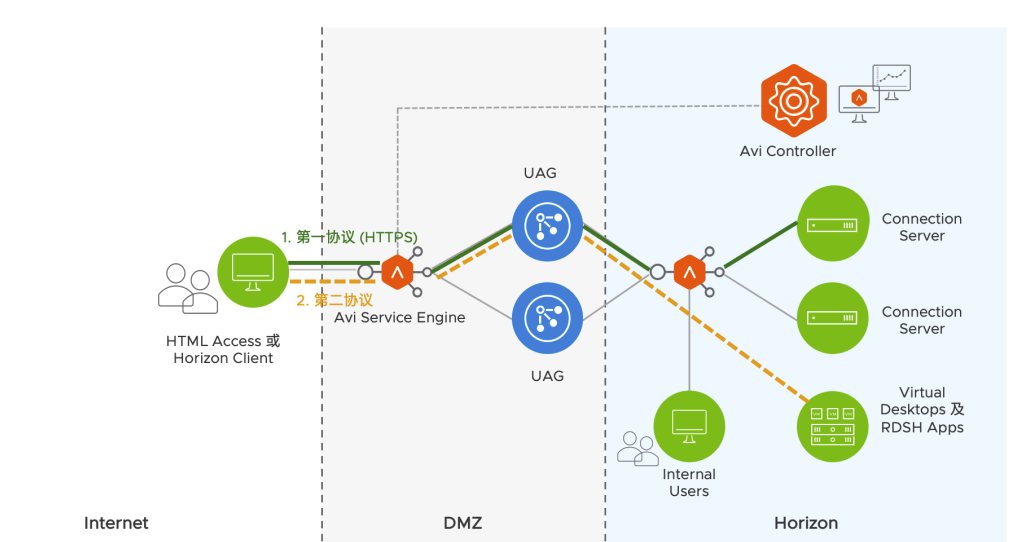 Avi Controller
UAG
Connection
Server
1. 第一协议 (HTTPS)
2. 第二协议
Avi Service Engine
Connection
Server
HTML Access 或
Horizon Client
UAG
Virtual
Desktops 及
RDSH Apps
Internal
Users
Internet
DMZ
Horizon